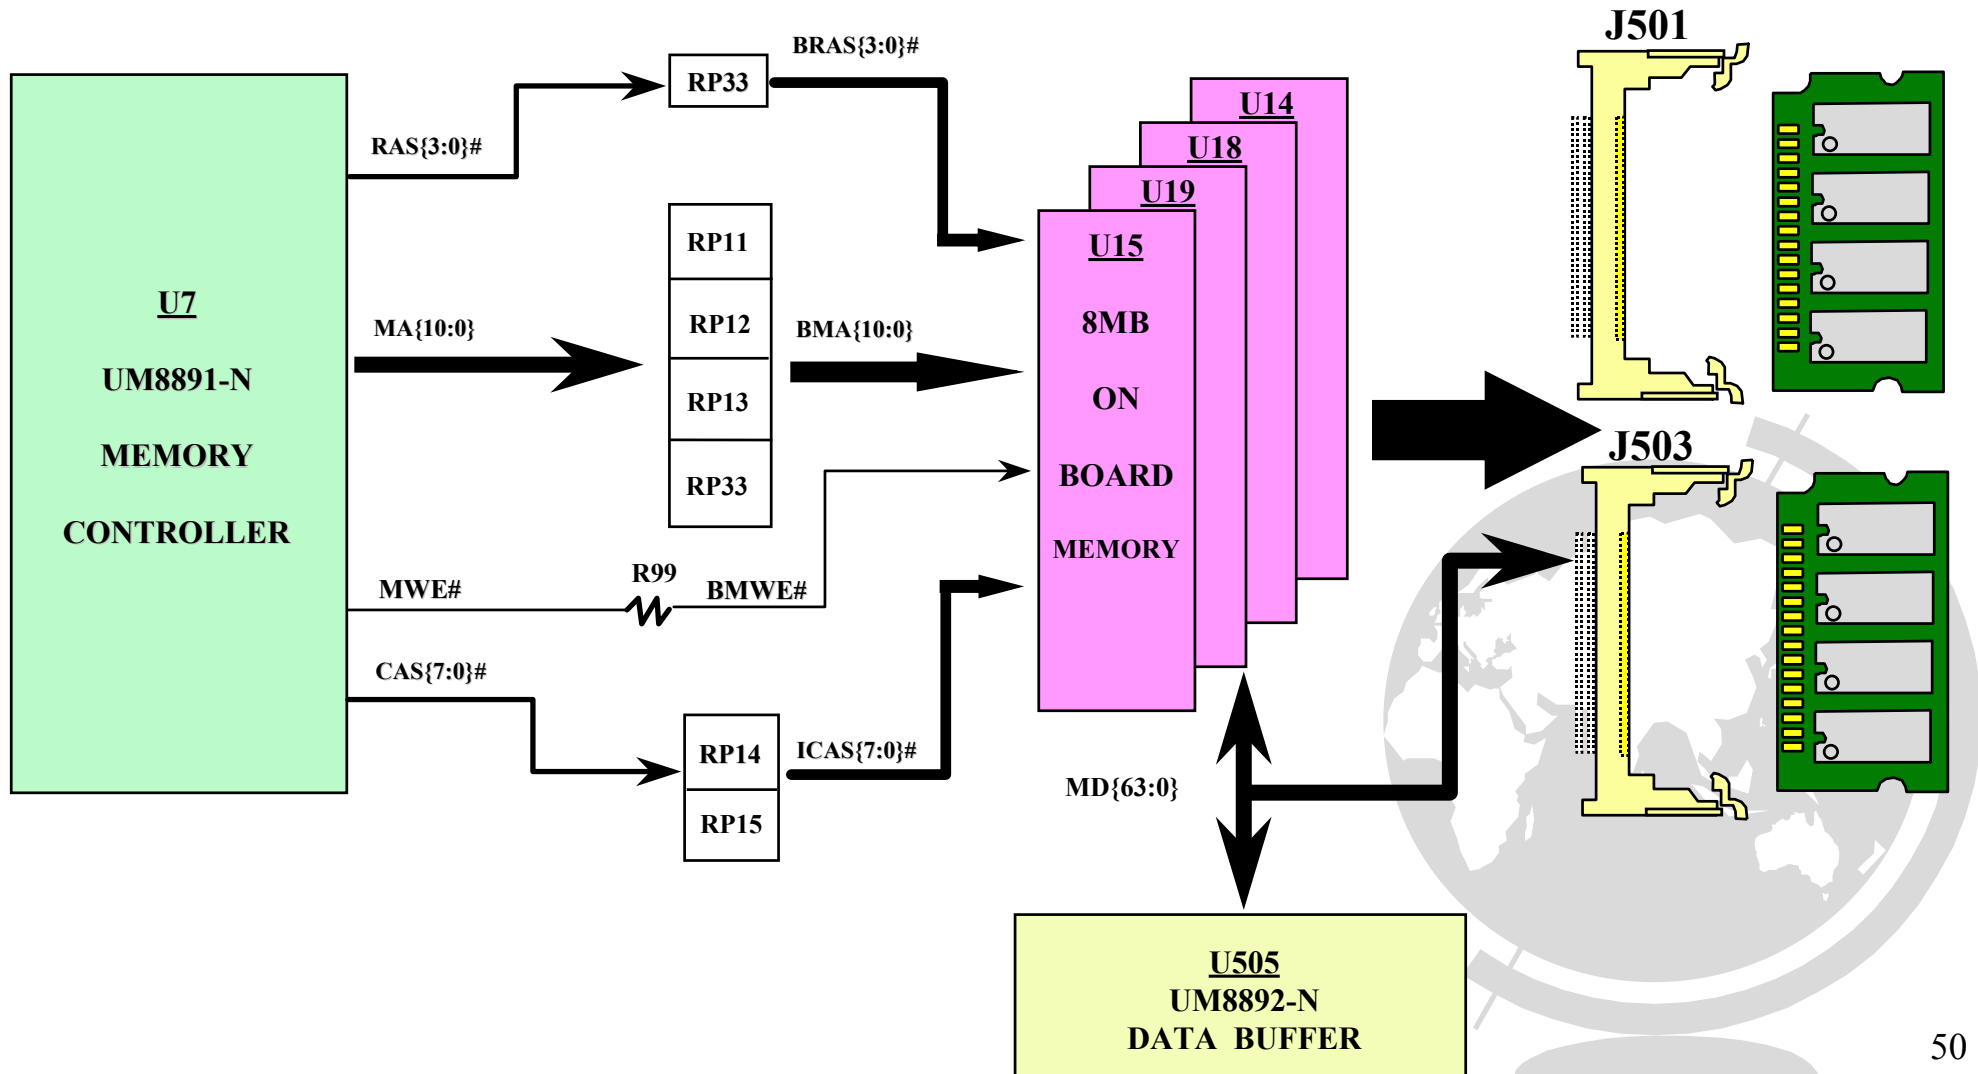 J501
BRAS{3:0}#
RP33
U14
RAS{3:0}#
U18
U19
RP11
U15
U7
UM8891-N
MEMORY
CONTROLLER
MA{10:0}
RP12
BMA{10:0}
8MB
ON
BOARD
MEMORY
RP13
RP33
J503
MWE#
R99
BMWE#
CAS{7:0}#
RP14
ICAS{7:0}#
RP15
MD{63:0}
U505
UM8892-N
DATA BUFFER
50